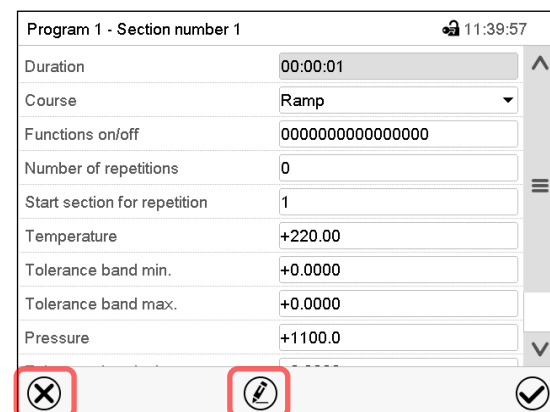 Program 1 - Section number 1 11:39:57
Duration 00:00:01
Course Ramp
Functions on/off 0000000000000000
Number of repetitions 0
Start section for repetition 1
Temperature +220.00
Tolerance band min. +0.0000
Tolerance band max. +0.0000
Pressure +1100.0